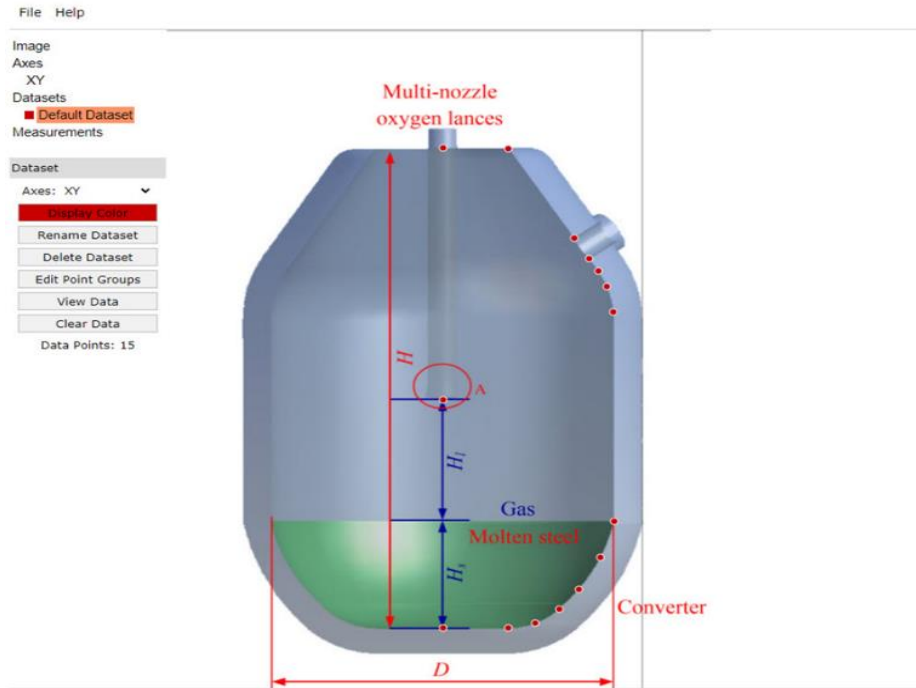 File Help
Image
Axes
XY
Datasets
Default Dataset
Measurements
Dataset
Axes: XY
Display Color
Rename Dataset
Delete Dataset
Edit Point Groups
View Data
Clear Data
Data Points: 15
Multi-nozzle
oxygen lances
H
A
H₁
Gas
Molten steel
Hs
Converter
D